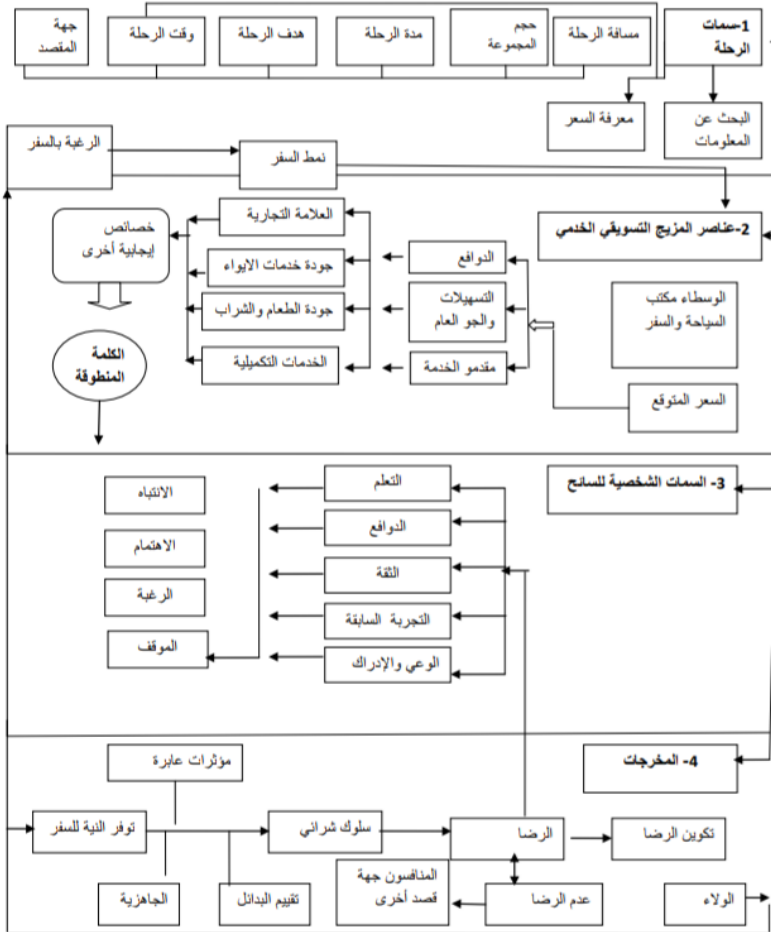 1-سمات
الرحلة
مسافة الرحلة
حجم
المجموعة
مدة الرحلة
هدف الرحلة
وقت الرحلة
جهة
المقصد
البحث عن
المعلومات
معرفة السعر
الرغبة بالسفر
نمط السفر
2-عناصر المزيج التسويقي الخدمي
الوسطاء مكتب
السياحة والسفر
السعر المتوقع
الدوافع
التسهيلات
والجو العام
مقدمو الخدمة
العلامة التجارية
جودة خدمات الايواء
جودة الطعام والشراب
الخدمات التكميلية
خصائص
إيجابية أخرى
الكلمة
المنطوقة
3- السمات الشخصية للسائح
التعلم
الدوافع
الثقة
التجربة السابقة
الوعي والإدراك
الانتباه
الاهتمام
الرغبة
الموقف
4- المخرجات
مؤثرات عابرة
توفر النية للسفر
سلوك شرائي
الرضا
تكوين الرضا
الجاهزية
تقييم البدائل
المنافسون جهة
قصد أخرى
عدم الرضا
الولاء